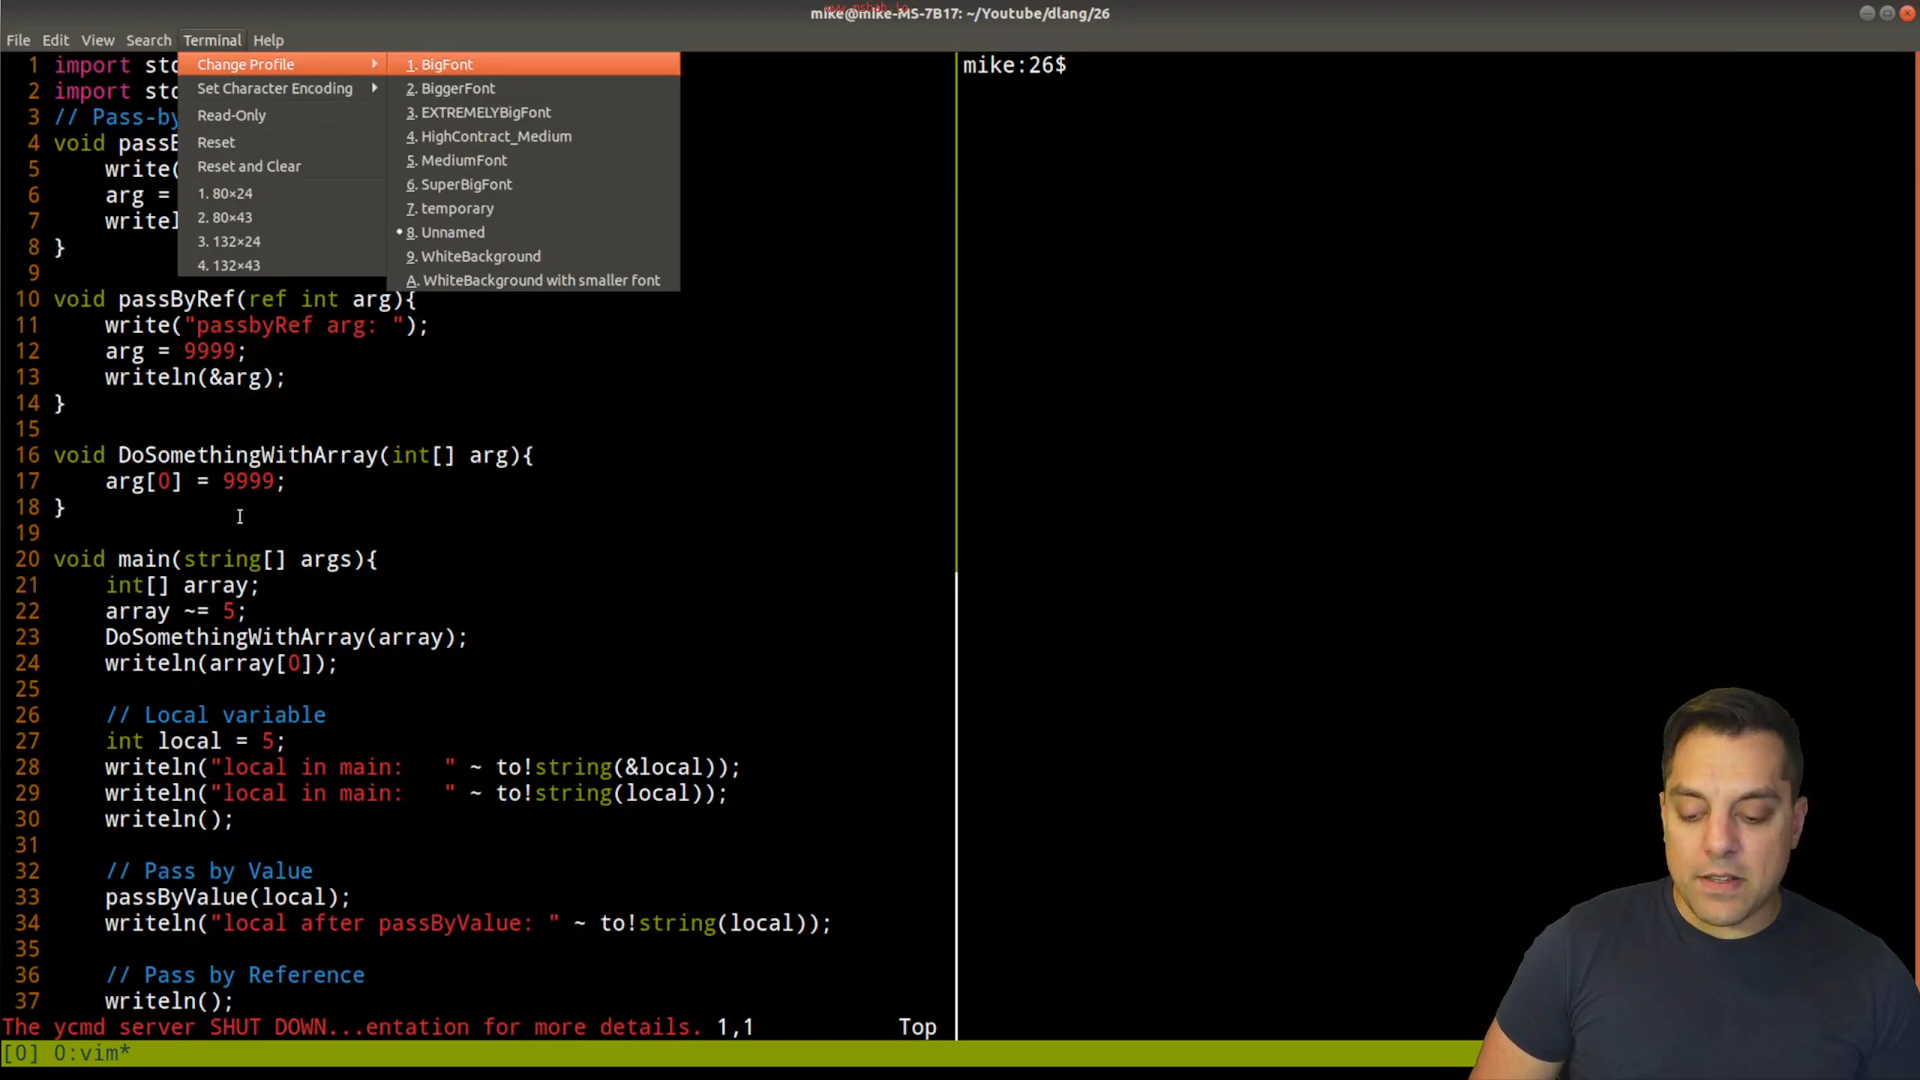 www.mshah.io
mike@mike-MS-7B17: ~/Youtube/dlang/26
File Edit View Search Terminal Help
Change Profile
Set Character Encoding
Read-Only
Reset
Reset and Clear
1. 80×24
2. 80×43
3. 132×24
4. 132×43
1. BigFont
2. BiggerFont
3. EXTREMELYBigFont
4. HighContract_Medium
5. MediumFont
6. SuperBigFont
7. temporary
8. Unnamed
9. WhiteBackground
A. WhiteBackground with smaller font
1 import
2 import
3 // Pass-by
4 void
5 write(
6 arg =
7
8 }
9
10 void passByRef(ref int arg){
11 write("passbyRef arg: ");
12 arg = 9999;
13 writeln(&arg);
14 }
15
16 void DoSomethingWithArray(int[] arg){
17 arg[0] = 9999;
18 }
19
20 void main(string[] args){
21 int[] array;
22 array ~= 5;
23 DoSomethingWithArray(array);
24 writeln(array[0]);
25
26 // Local variable
27 int local = 5;
28 writeln("local in main:   " ~ to!string(&local));
29 writeln("local in main:   " ~ to!string(local));
30 writeln();
31
32 // Pass by Value
33 passByValue(local);
34 writeln("local after passByValue: " ~ to!string(local));
35
36 // Pass by Reference
37 writeln();
The ycmd server SHUT DOWN...entation for more details. 1,1 Top
[0] 0:vim*
mike:26$